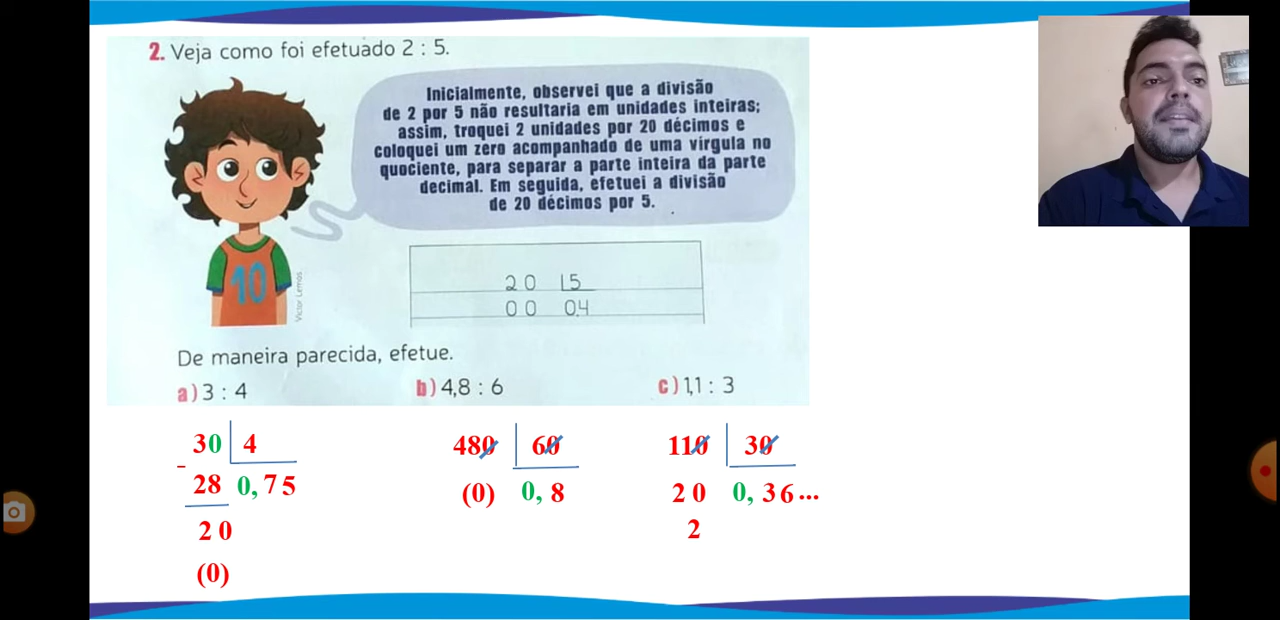 2. Veja como foi efetuado 2 : 5.
Inicialmente, observei que a divisão
de 2 por 5 não resultaria em unidades inteiras;
assim, troquei 2 unidades por 20 décimos e
coloquei um zero acompanhado de uma vírgula no
quociente, para separar a parte inteira da parte
decimal. Em seguida, efetuei a divisão
de 20 décimos por 5.
10
Victor Lemos
20 5
00 0,4
De maneira parecida, efetue.
a) 3 : 4 b) 4,8 : 6 c) 1,1 : 3
30 4 480 60 110 30
- 28 0,75 (0) 0,8 20 0,36...
20 2
(0)